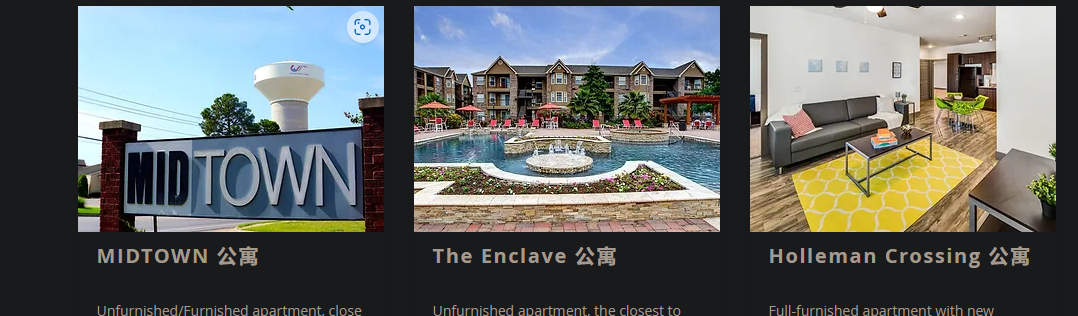 MIDTOWN
MIDTOWN 公寓
Unfurnished/Furnished apartment, close
The Enclave 公寓
Unfurnished apartment, the closest to
Holleman Crossing 公寓
Full-furnished apartment with new